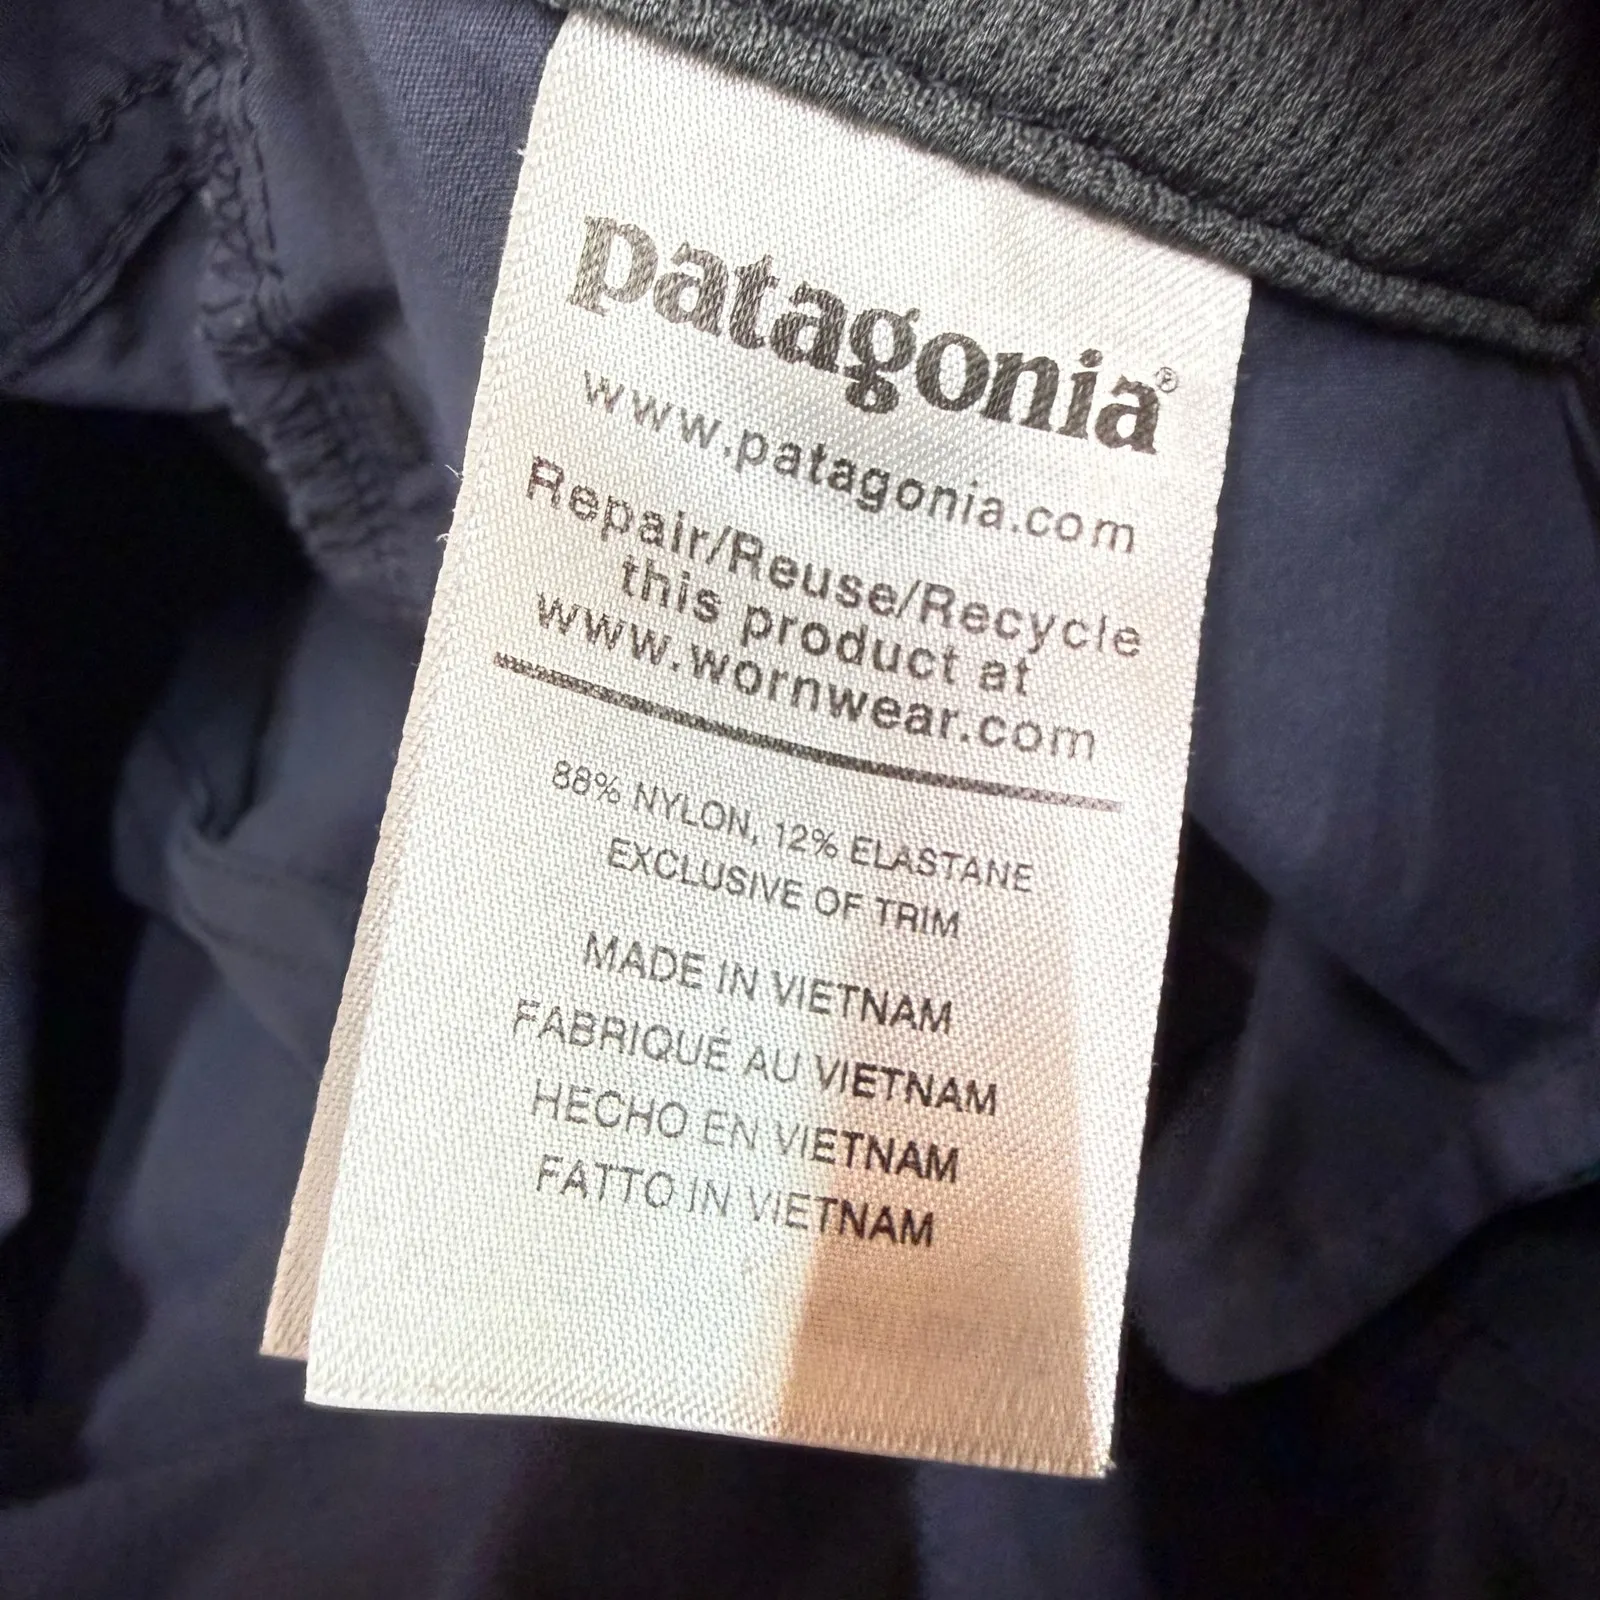 patagonia®
www.patagonia.com
Repair/Reuse/Recycle
this product at
www.wornwear.com
88% NYLON, 12% ELASTANE
EXCLUSIVE OF TRIM
MADE IN VIETNAM
FABRIQUÉ AU VIETNAM
HECHO EN VIETNAM
FATTO IN VIETNAM